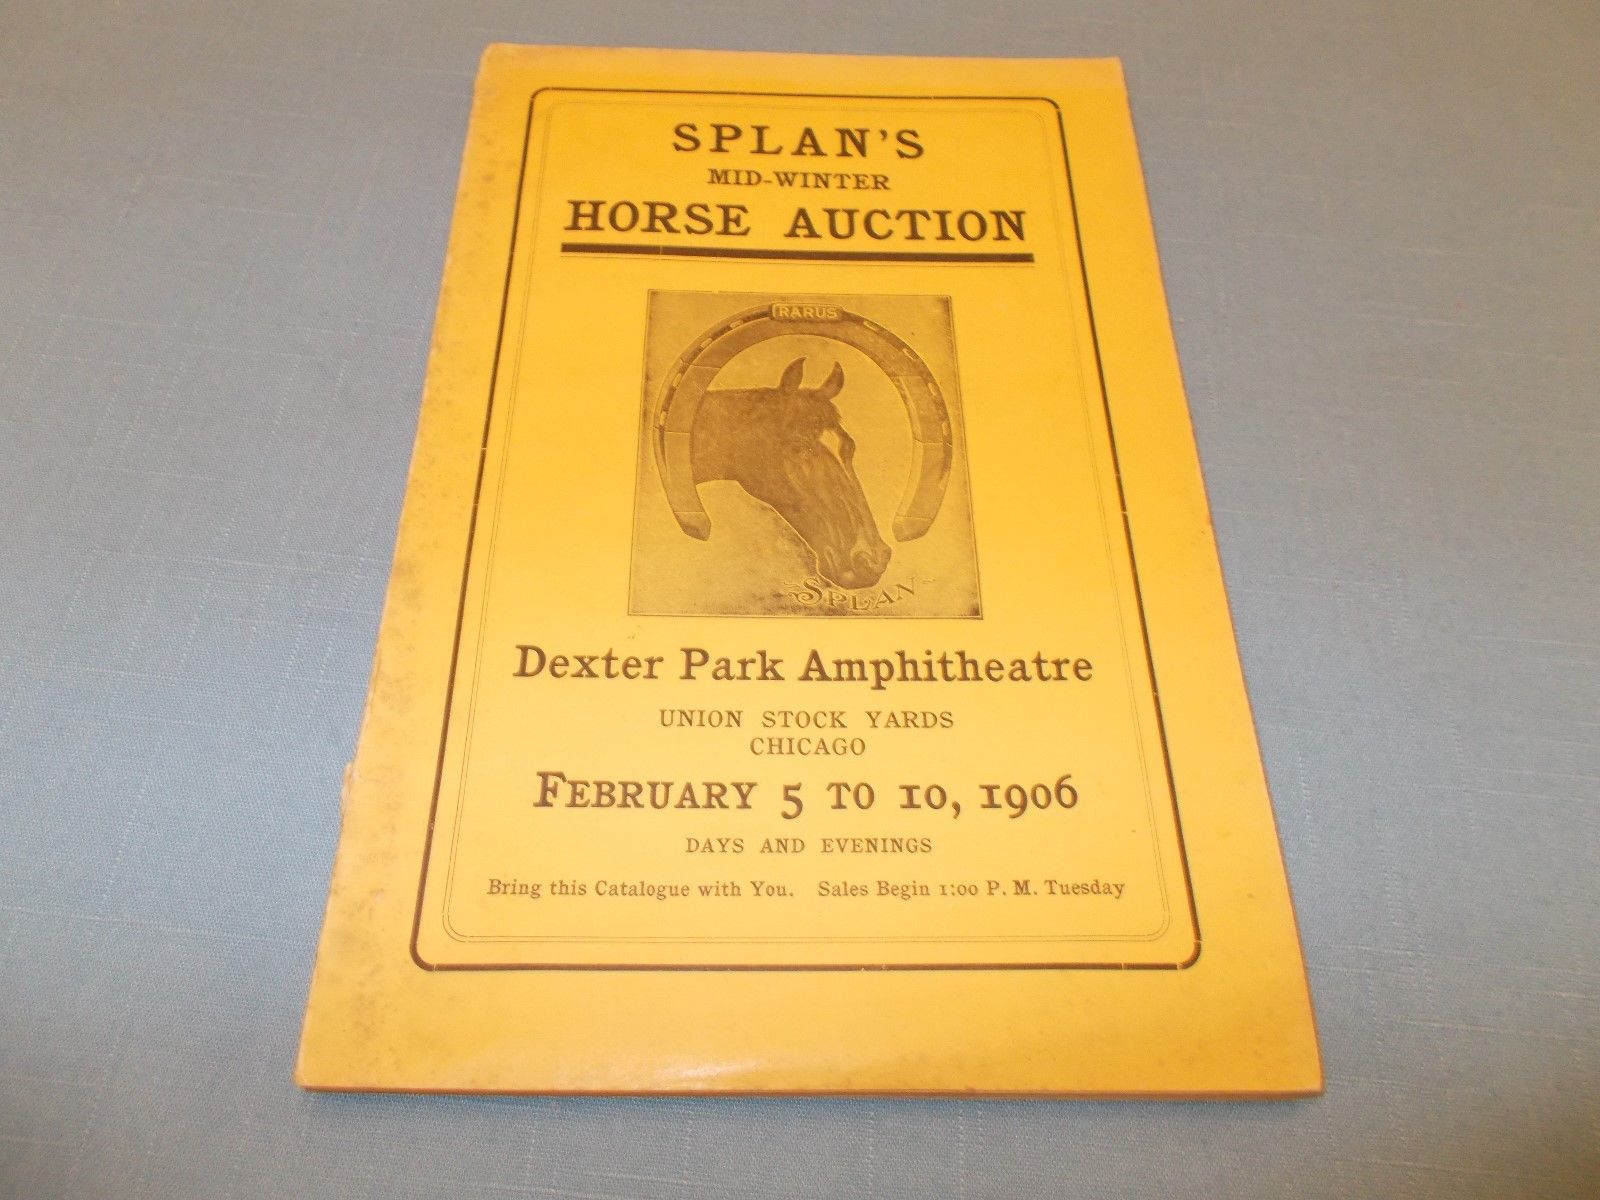 SPLAN'S
MID-WINTER
HORSE AUCTION
RARUS
SPLAN
Dexter Park Amphitheatre
UNION STOCK YARDS
CHICAGO
FEBRUARY 5 TO 10, 1906
DAYS AND EVENINGS
Bring this Catalogue with You. Sales Begin 1:00 P. M. Tuesday